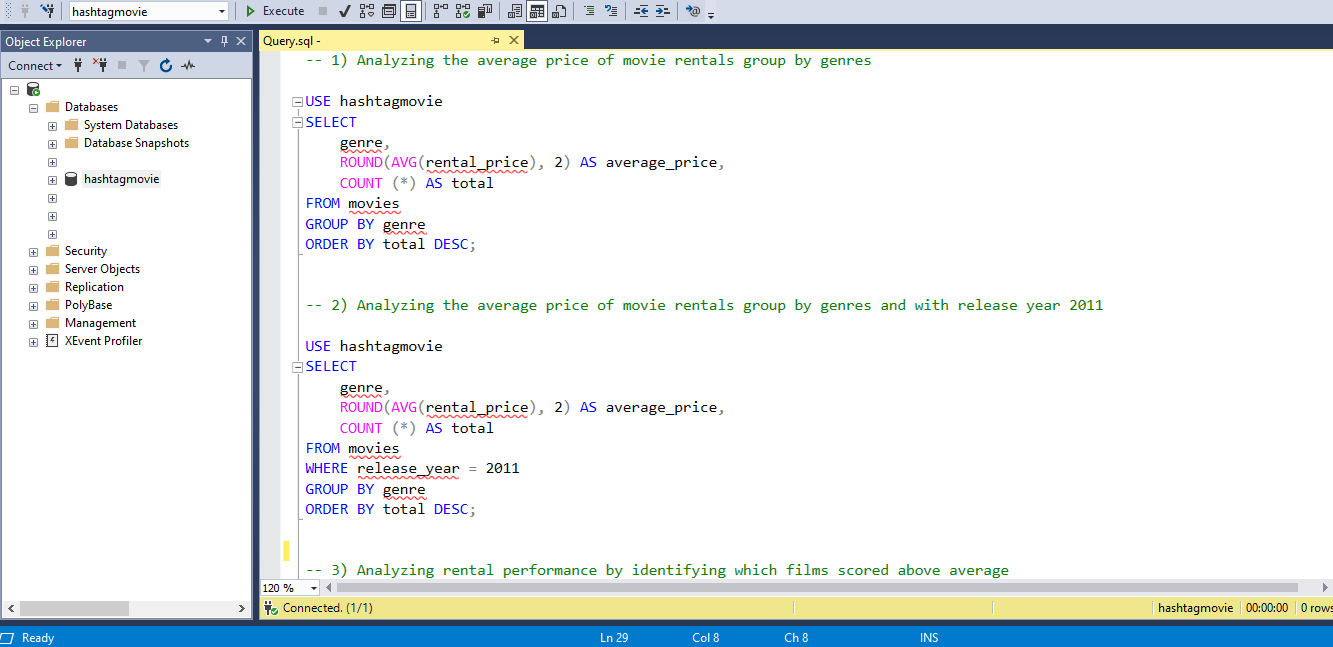 hashtagmovie
Execute
Object Explorer
Connect
Databases
System Databases
Database Snapshots
hashtagmovie
Security
Server Objects
Replication
PolyBase
Management
XEvent Profiler
Query.sql -
-- 1) Analyzing the average price of movie rentals group by genres
USE hashtagmovie
SELECT
genre,
ROUND(AVG(rental_price), 2) AS average_price,
COUNT (*) AS total
FROM movies
GROUP BY genre
ORDER BY total DESC;
-- 2) Analyzing the average price of movie rentals group by genres and with release year 2011
USE hashtagmovie
SELECT
genre,
ROUND(AVG(rental_price), 2) AS average_price,
COUNT (*) AS total
FROM movies
WHERE release_year = 2011
GROUP BY genre
ORDER BY total DESC;
-- 3) Analyzing rental performance by identifying which films scored above average
120 %
Connected. (1/1)
hashtagmovie
00:00:00
0 rows
Ready
Ln 29
Col 8
Ch 8
INS